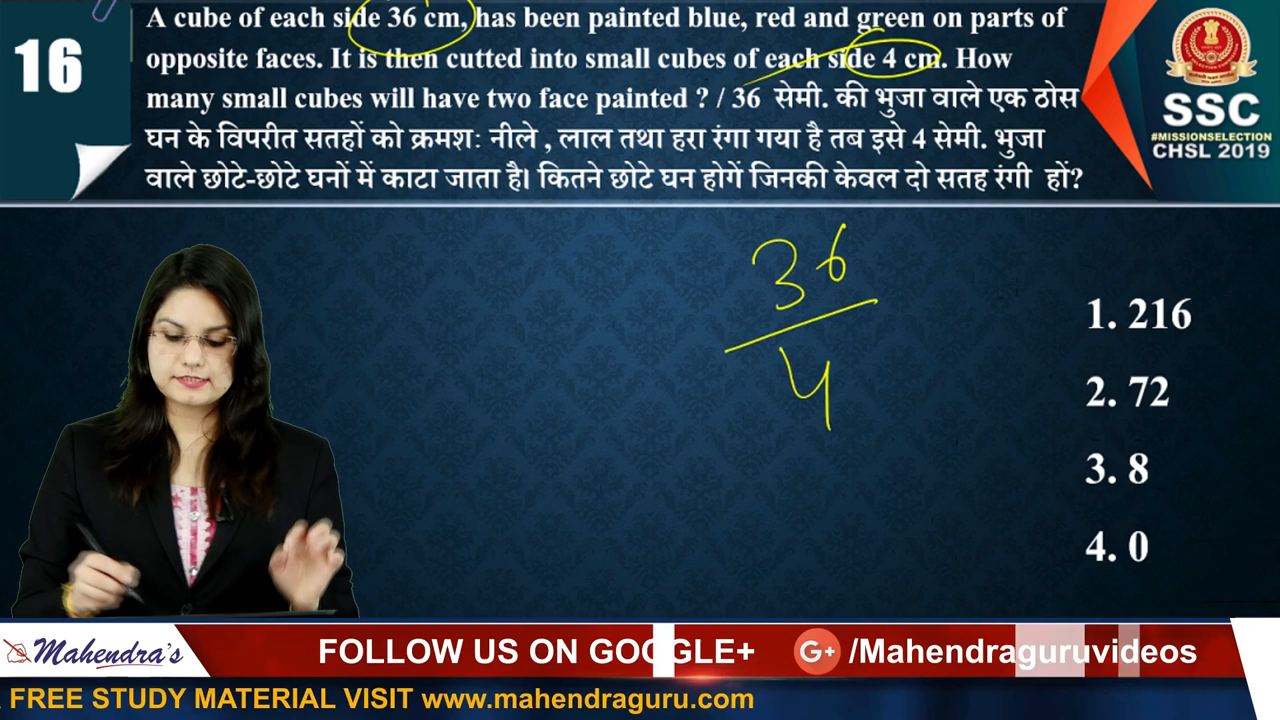 16
A cube of each side 36 cm, has been painted blue, red and green on parts of
opposite faces. It is then cutted into small cubes of each side 4 cm. How
many small cubes will have two face painted ? / 36 सेमी. की भुजा वाले एक ठोस
घन के विपरीत सतहों को क्रमशः नीले , लाल तथा हरा रंगा गया है तब इसे 4 सेमी. भुजा
वाले छोटे-छोटे घनों में काटा जाता है। कितने छोटे घन होगें जिनकी केवल दो सतह रंगी हों?
SSC
#MISSIONSELECTION
CHSL 2019
36
4
1. 216
2. 72
3. 8
4. 0
Mahendra's
FOLLOW US ON GOOGLE+
G+ /Mahendraguruvideos
FREE STUDY MATERIAL VISIT www.mahendraguru.com